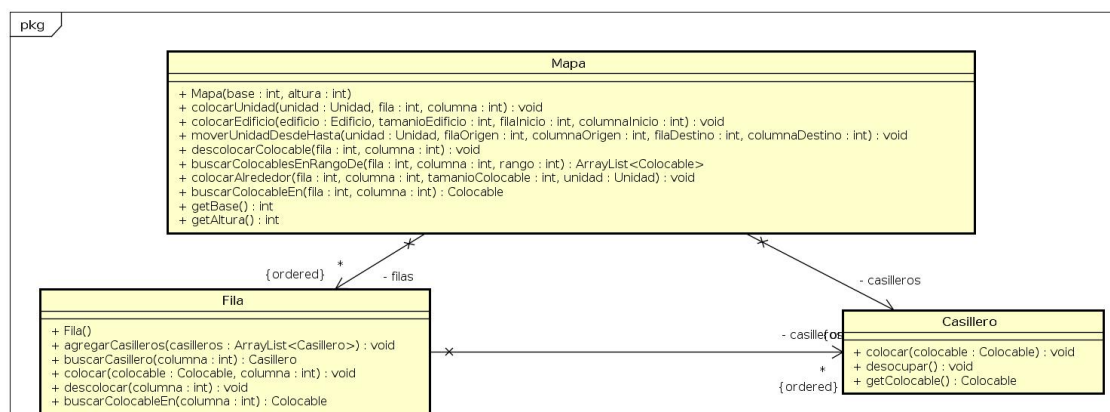 pkg
Mapa
+ Mapa(base : int, altura : int)
+ colocarUnidad(unidad : Unidad, fila : int, columna : int) : void
+ colocarEdificio(edificio : Edificio, tamanioEdificio : int, filaInicio : int, columnaInicio : int) : void
+ moverUnidadDesdeHasta(unidad : Unidad, filaOrigen : int, columnaOrigen : int, filaDestino : int, columnaDestino : int) : void
+ descolocarColocable(fila : int, columna : int) : void
+ buscarColocablesEnRangoDe(fila : int, columna : int, rango : int) : ArrayList<Colocable>
+ colocarAlrededor(fila : int, columna : int, tamanioColocable : int, unidad : Unidad) : void
+ buscarColocableEn(fila : int, columna : int) : Colocable
+ getBase() : int
+ getAltura() : int
*
{ordered}
- filas
- casilleros
Fila
+ Fila()
+ agregarCasilleros(casilleros : ArrayList<Casillero>) : void
+ buscarCasillero(columna : int) : Casillero
+ colocar(colocable : Colocable, columna : int) : void
+ descolocar(columna : int) : void
+ buscarColocableEn(columna : int) : Colocable
- casilleros
*
{ordered}
Casillero
+ colocar(colocable : Colocable) : void
+ desocupar() : void
+ getColocable() : Colocable